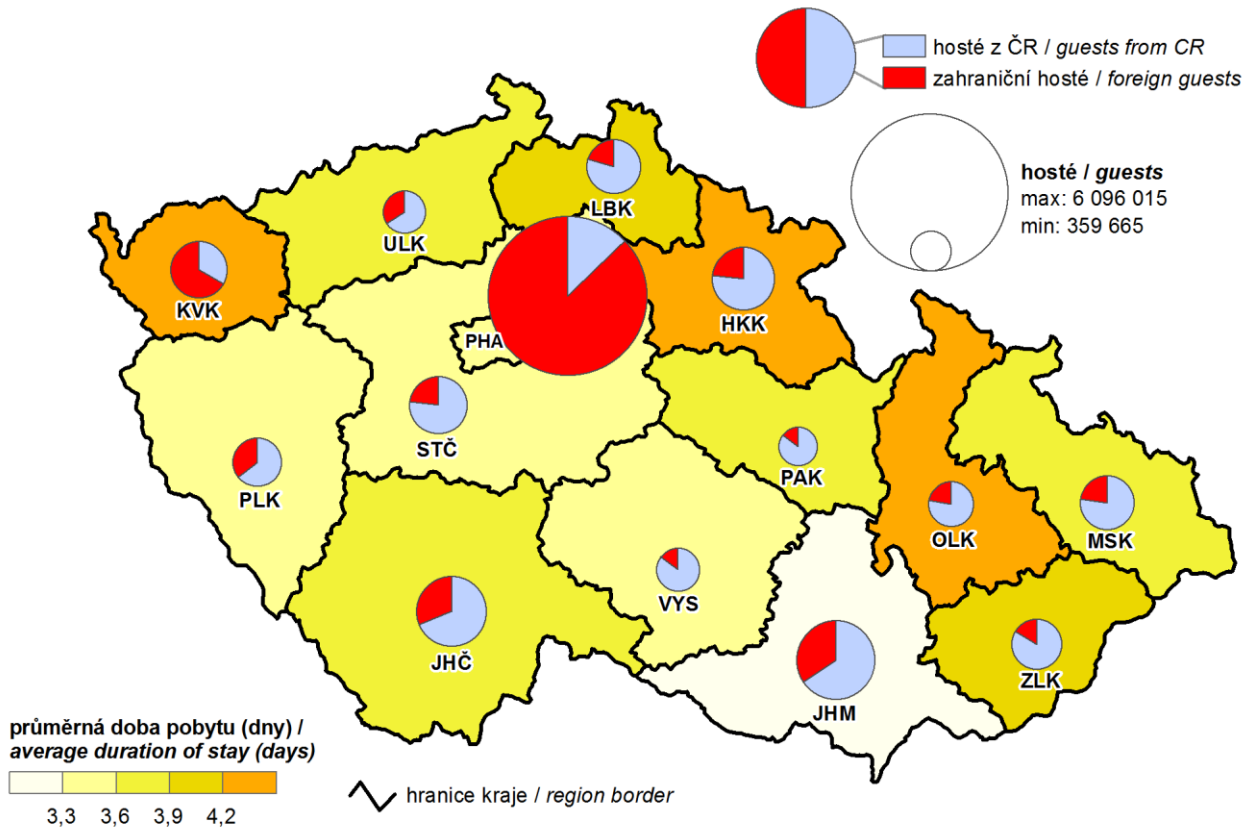 hosté z ČR / guests from CR
zahraniční hosté / foreign guests
hosté / guests
max: 6 096 015
min: 359 665
LBK
ULK
KVK
HKK
PHA
STČ
PAK
PLK
OLK
MSK
VYS
JHČ
ZLK
JHM
průměrná doba pobytu (dny) /
average duration of stay (days)
3,3 3,6 3,9 4,2
hranice kraje / region border